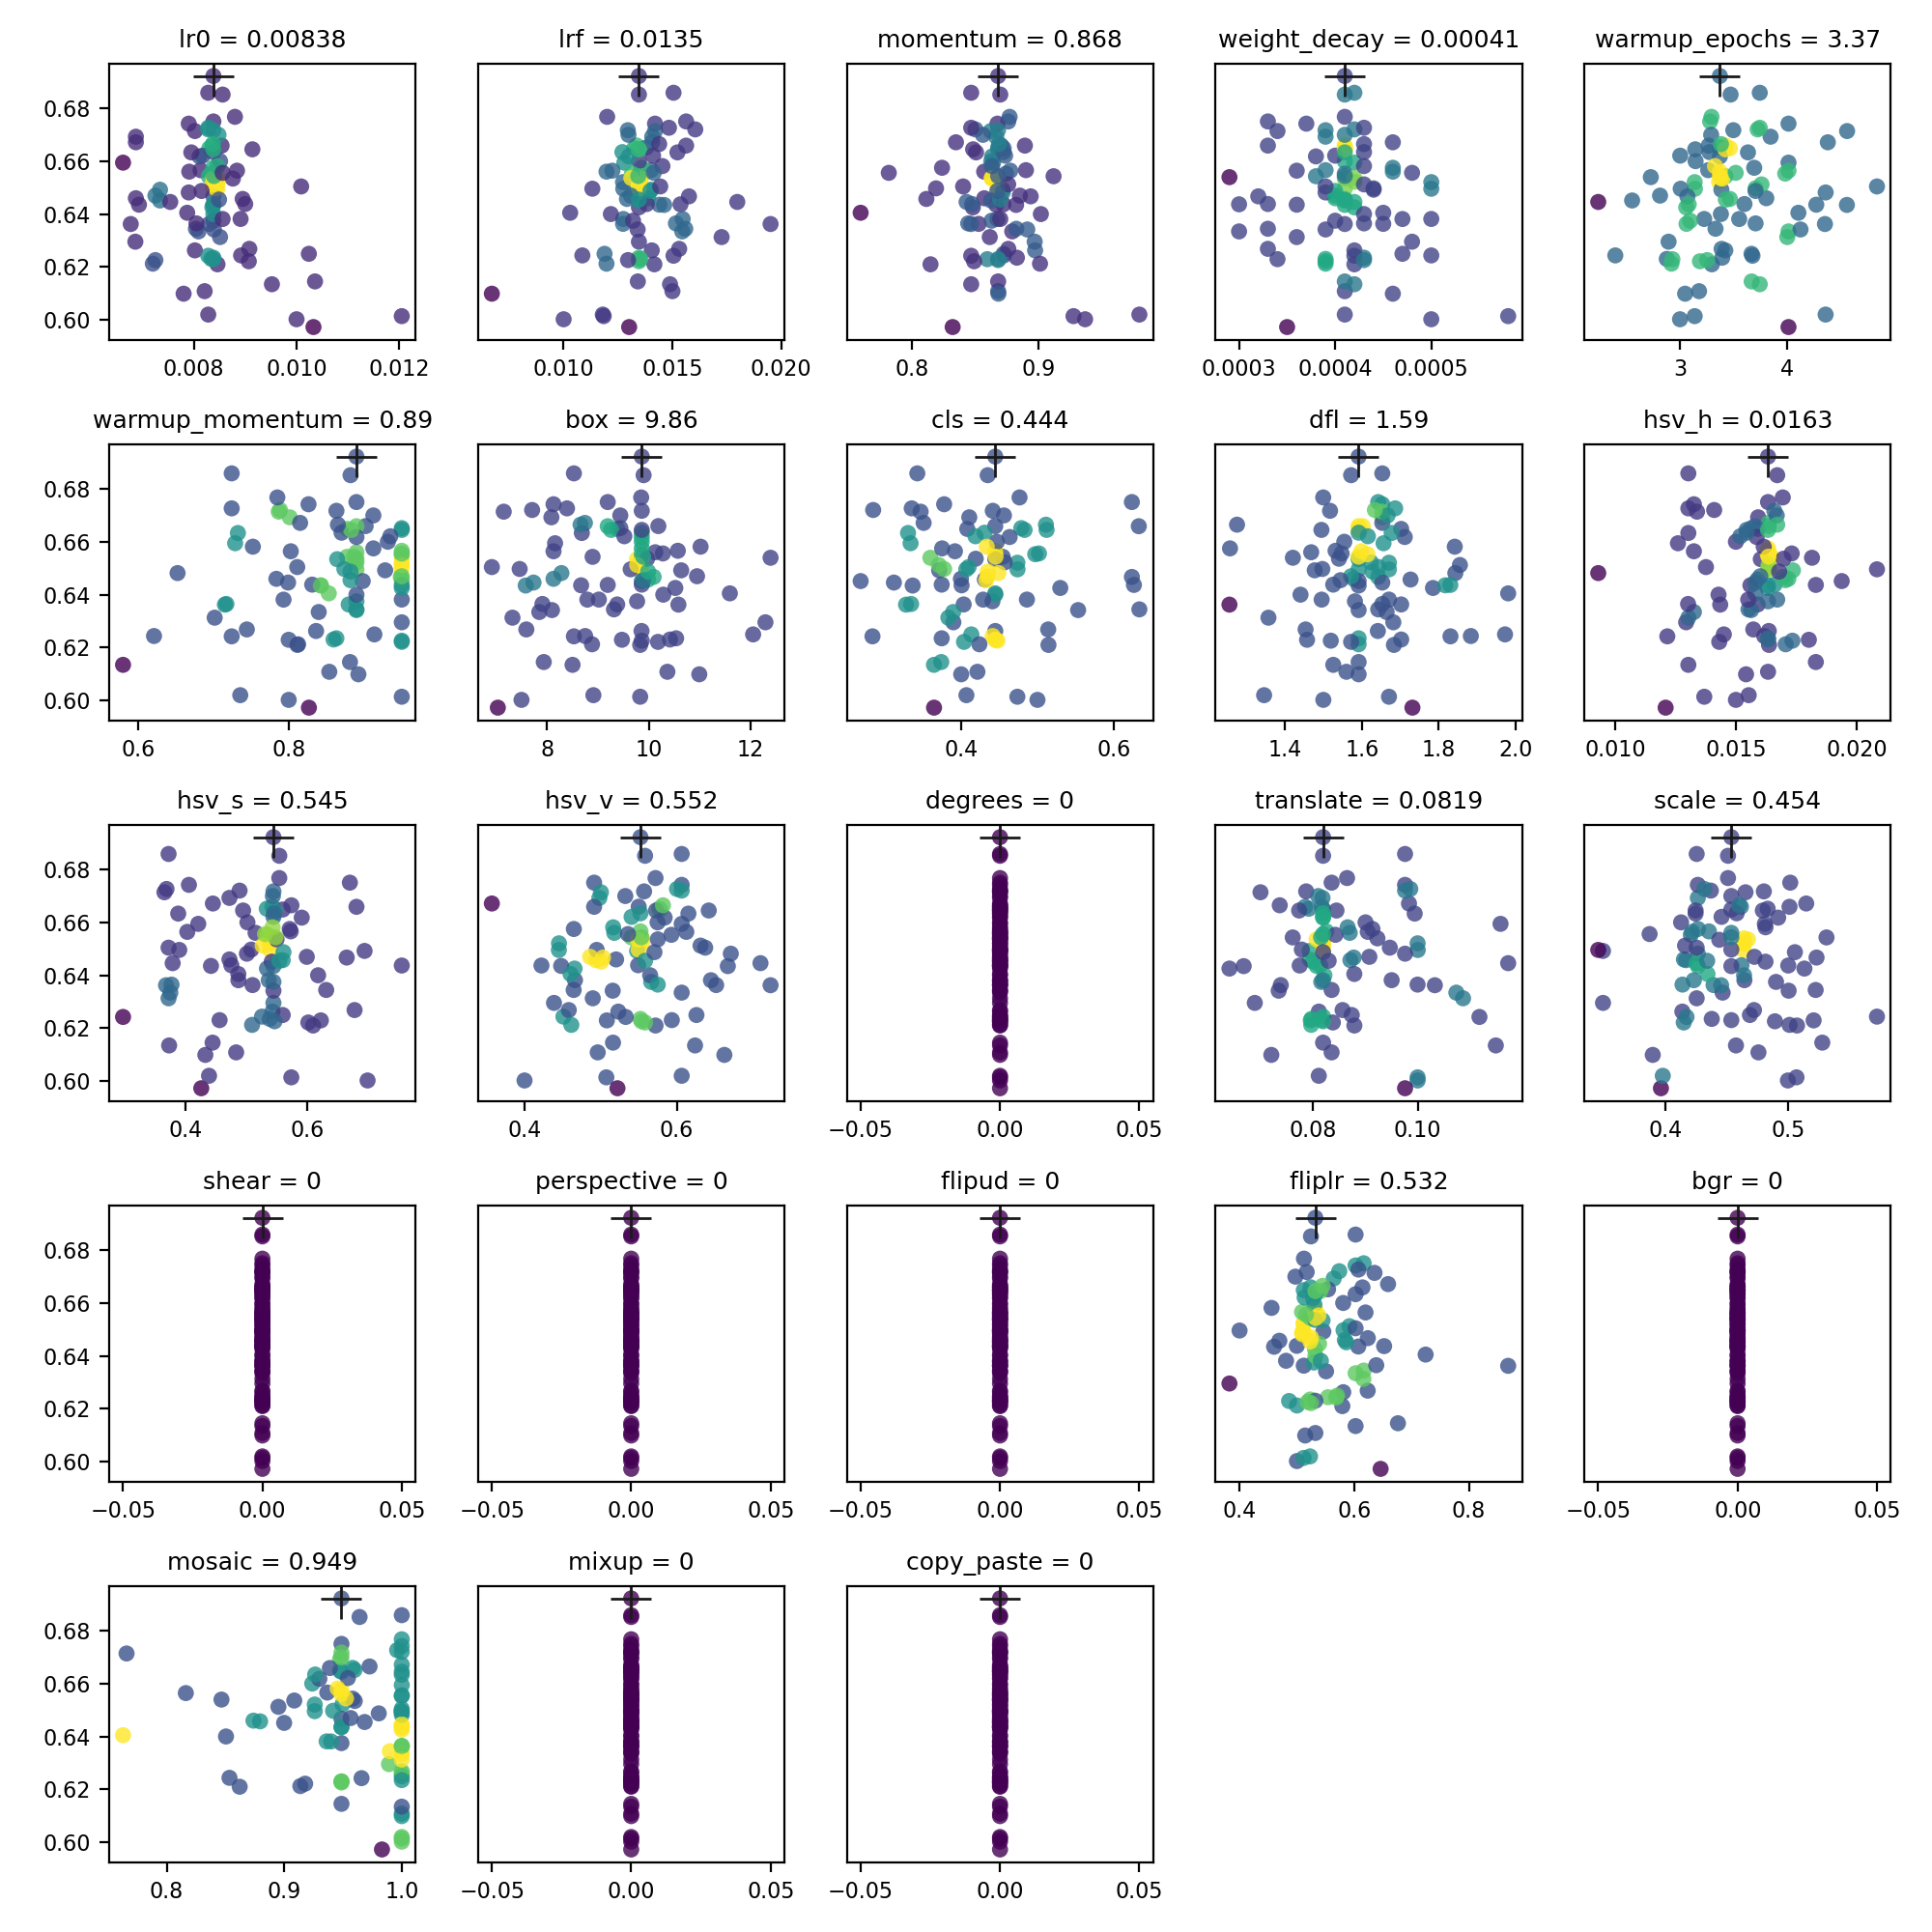 lr0 = 0.00838 lrf = 0.0135 momentum = 0.868 weight_decay = 0.00041 warmup_epochs = 3.37
0.68
0.66
0.64
0.62
0.60
0.008 0.010 0.012 0.010 0.015 0.020 0.8 0.9 0.0003 0.0004 0.0005 3 4
warmup_momentum = 0.89 box = 9.86 cls = 0.444 dfl = 1.59 hsv_h = 0.0163
0.68
0.66
0.64
0.62
0.60
0.6 0.8 8 10 12 0.4 0.6 1.4 1.6 1.8 2.0 0.010 0.015 0.020
hsv_s = 0.545 hsv_v = 0.552 degrees = 0 translate = 0.0819 scale = 0.454
0.68
0.66
0.64
0.62
0.60
0.4 0.6 0.4 0.6 −0.05 0.00 0.05 0.08 0.10 0.4 0.5
shear = 0 perspective = 0 flipud = 0 fliplr = 0.532 bgr = 0
0.68
0.66
0.64
0.62
0.60
−0.05 0.00 0.05 −0.05 0.00 0.05 −0.05 0.00 0.05 0.4 0.6 0.8 −0.05 0.00 0.05
mosaic = 0.949 mixup = 0 copy_paste = 0
0.68
0.66
0.64
0.62
0.60
0.8 0.9 1.0 −0.05 0.00 0.05 −0.05 0.00 0.05